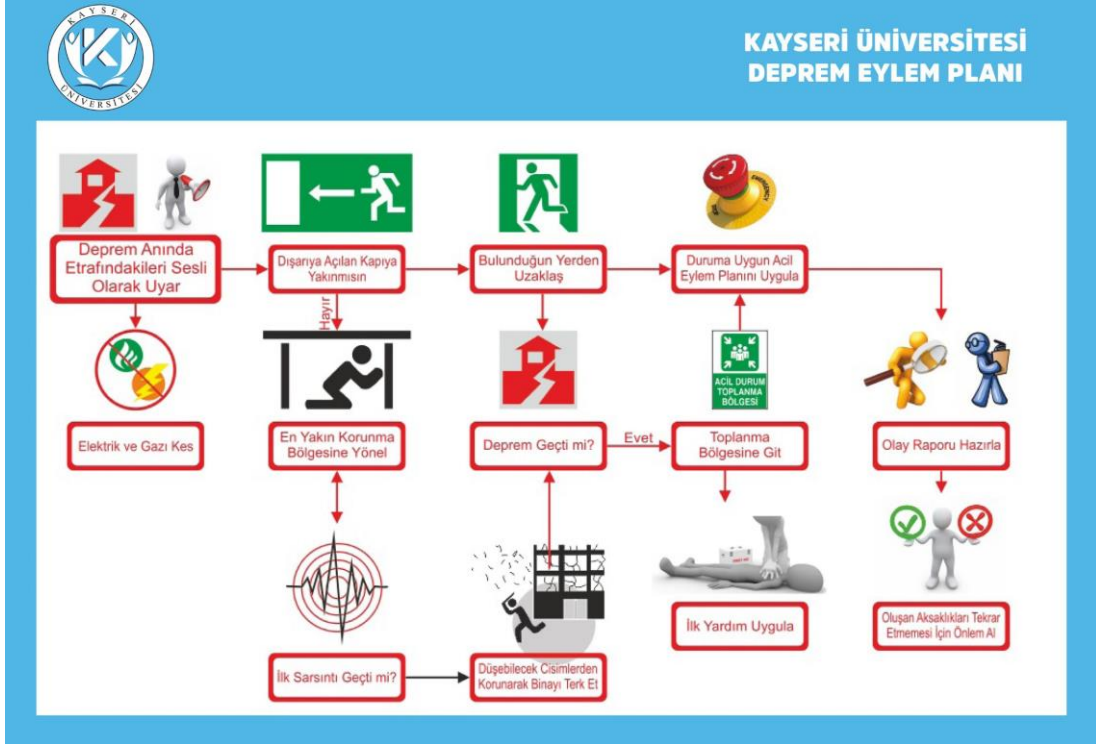 KAYSERİ
ÜNİVERSİTESİ
KAYSERİ ÜNİVERSİTESİ
DEPREM EYLEM PLANI
Deprem Anında
Etrafındakileri Sesli
Olarak Uyar
Dışarıya Açılan Kapıya
Yakınmısın
Bulunduğun Yerden
Uzaklaş
EMERGENCY
Duruma Uygun Acil
Eylem Planını Uygula
Hayır
ACİL DURUM
TOPLANMA
BÖLGESİ
Elektrik ve Gazı Kes
En Yakın Korunma
Bölgesine Yönel
Deprem Geçti mi?
Evet
Toplanma
Bölgesine Git
Olay Raporu Hazırla
İlk Sarsıntı Geçti mi?
Düşebilecek Cisimlerden
Korunarak Binayı Terk Et
İlk Yardım Uygula
Oluşan Aksaklıkları Tekrar
Etmemesi İçin Önlem Al